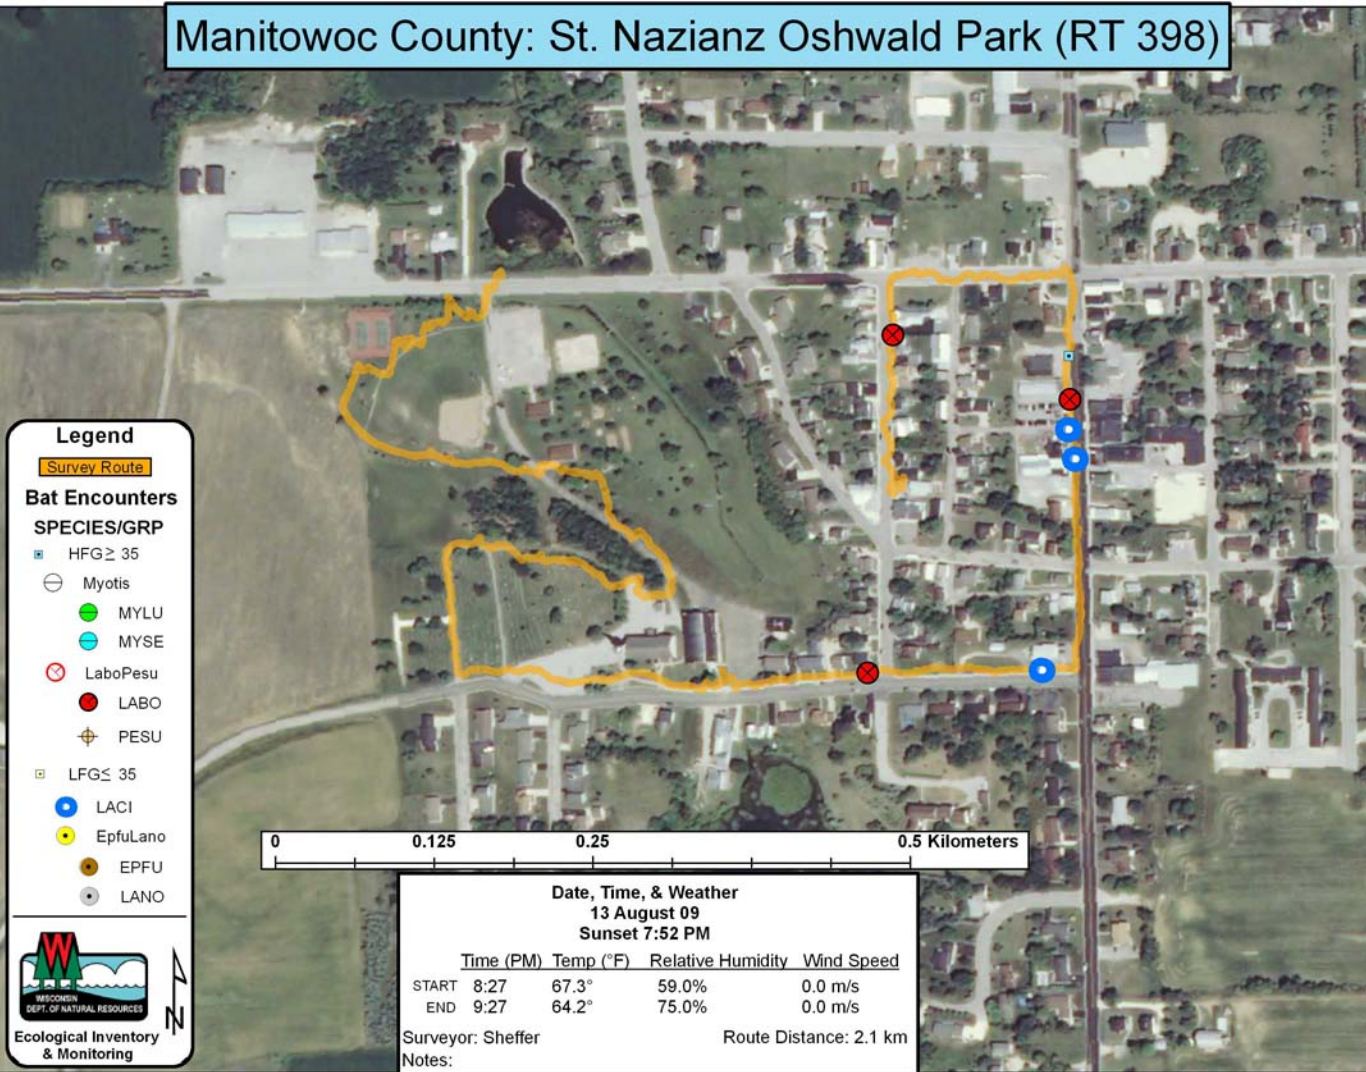 Manitowoc County: St. Nazianz Oshwald Park (RT 398)
Legend
Survey Route
Bat Encounters
SPECIES/GRP
HFG ≥ 35
Myotis
MYLU
MYSE
LaboPesu
LABO
PESU
LFG ≤ 35
LACI
EpfuLano
EPFU
LANO
W
WISCONSIN
DEPT. OF NATURAL RESOURCES
N
Ecological Inventory
& Monitoring
0 0.125 0.25 0.5 Kilometers
Date, Time, & Weather
13 August 09
Sunset 7:52 PM
Time (PM) Temp (°F) Relative Humidity Wind Speed
START 8:27 67.3° 59.0% 0.0 m/s
END 9:27 64.2° 75.0% 0.0 m/s
Surveyor: Sheffer Route Distance: 2.1 km
Notes: